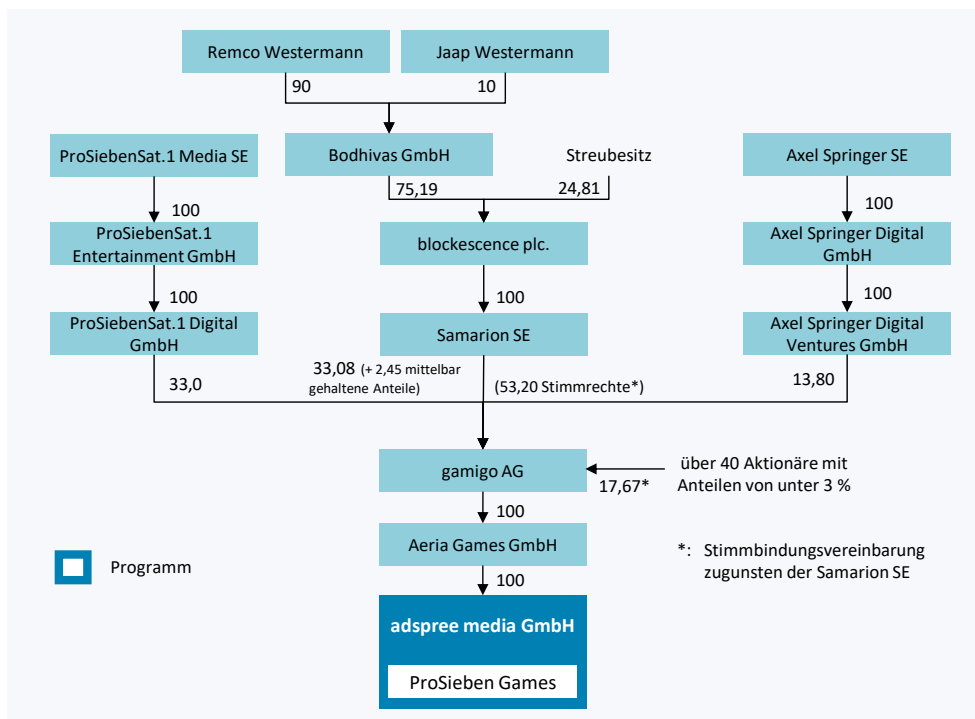 Remco Westermann
Jaap Westermann
90
10
ProSiebenSat.1 Media SE
Bodhivas GmbH
Streubesitz
Axel Springer SE
75,19
24,81
100
100
ProSiebenSat.1
Entertainment GmbH
blockescence plc.
Axel Springer Digital
GmbH
100
100
100
ProSiebenSat.1 Digital
GmbH
Samarion SE
Axel Springer Digital
Ventures GmbH
33,0
33,08 (+ 2,45 mittelbar
gehaltene Anteile)
(53,20 Stimmrechte*)
13,80
gamigo AG
17,67*
über 40 Aktionäre mit
Anteilen von unter 3 %
100
Aeria Games GmbH
*: Stimmbindungsvereinbarung
zugunsten der Samarion SE
Programm
100
adspree media GmbH
ProSieben Games